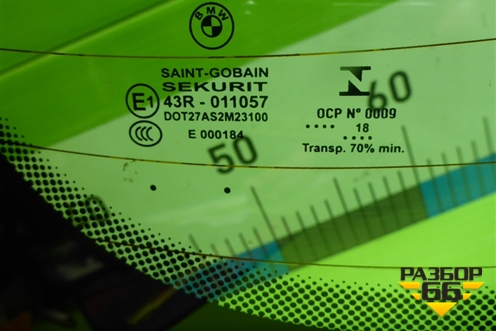 BMW
SAINT-GOBAIN
SEKURIT
E1 43R - 011057
DOT27AS2M23100
CCC E 000184
N
OCP Nº 0009
.... 18
....
Transp. 70% min.
50
60
РАЗБОР
66